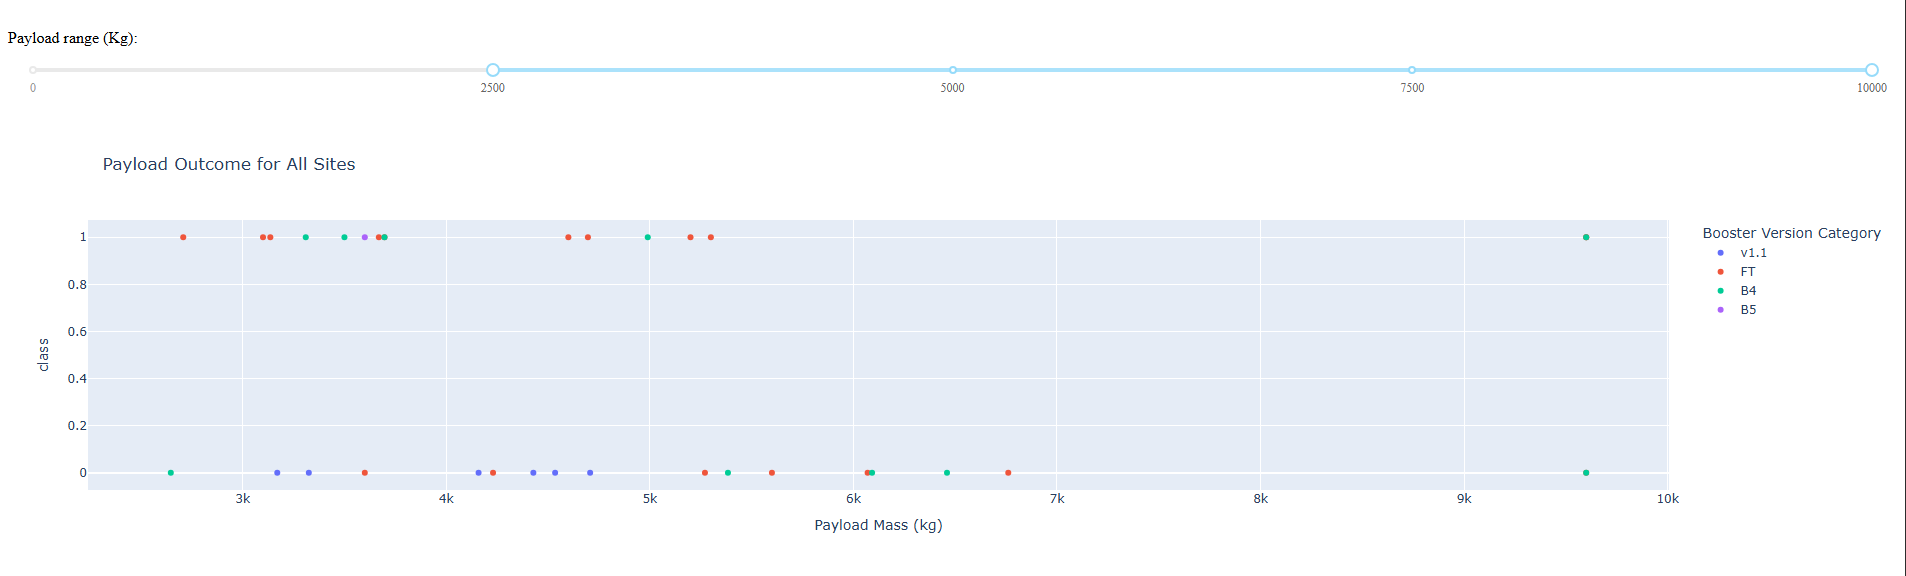 Payload range (Kg):
0 2500 5000 7500 10000
Payload Outcome for All Sites
Booster Version Category
v1.1
FT
B4
B5
1
0.8
0.6
0.4
0.2
0
class
3k 4k 5k 6k 7k 8k 9k 10k
Payload Mass (kg)